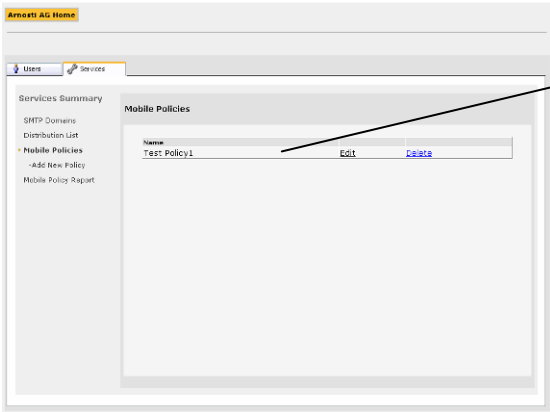 Arnosti AG Home
Users
Services
Services Summary
SMTP Domains
Distribution List
Mobile Policies
-Add New Policy
Mobile Policy Report
Mobile Policies
Name
Test Policy1 Edit Delete